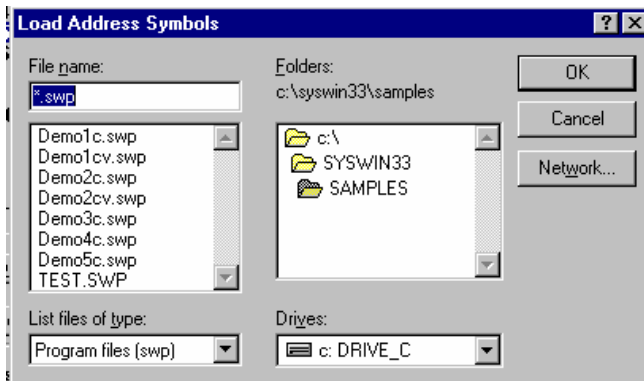 Load Address Symbols
File name:
*.swp
Demo1c.swp
Demo1cv.swp
Demo2c.swp
Demo2cv.swp
Demo3c.swp
Demo4c.swp
Demo5c.swp
TEST.SWP
List files of type:
Program files (swp)
Folders:
c:\syswin33\samples
c:\
SYSWIN33
SAMPLES
Drives:
c: DRIVE_C
OK
Cancel
Network...